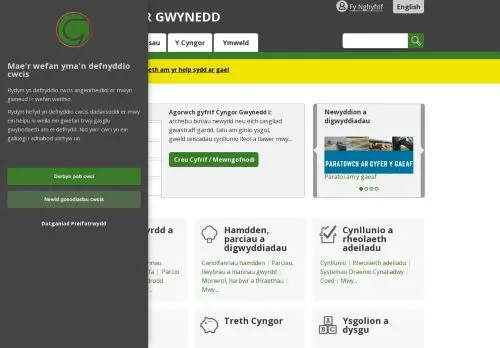 R GWYNEDD
Fy Nghyfrif
English
sau
Y Cyngor
Ymweld
eth am yr help sydd ar gael
Mae'r wefan yma'n defnyddio
cwcis
Rydym yn defnyddio cwcis angenrheidiol er mwyn
gwneud i'r wefan weithio.
Rydym hefyd yn defnyddio cwcis dadansoddi er mwyn
ein helpu ni wella ein gwefan trwy gasglu
gwybodaeth am ei defnydd. Nid yw'r cwci yn ein
galluogi i adnabod unrhyw un.
Derbyn pob cwci
Newid gosodiadau cwcis
Datganiad Preifatrwydd
Agorwch gyfrif Cyngor Gwynedd i:
archebu biniau newydd neu eich casgliad
gwastraff gardd, talu am ginio ysgol,
gweld ceisiadau cynllunio lleol a llawer mwy...
Creu Cyfrif / Mewngofnodi
Newyddion a
digwyddiadau
PARATOWCH AR GYFER Y GAEAF
Paratoi am y gaeaf
yrdd a
nnau
fa | Parcio
drodd
Hamdden,
parciau a
digwyddiadau
Canolfannau hamdden | Parciau,
llwybrau a mannau gwyrdd |
Morwrol, harbwr a thraethau |
Mwy...
Cynllunio a
rheolaeth
adeiladu
Cynllunio | Rheolaeth adeiladu |
Systemau Draenio Cynaliadwy |
Coed | Mwy...
Treth Cyngor
Ysgolion a
dysgu